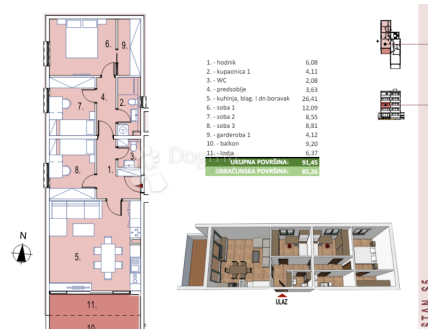 6.
9.
4.
2.
7.
3.
1.
8.
5.
11.
10.
N
1. - hodnik 6,08
2. - kupaonica 1 4,11
3. - WC 2,08
4. - predsoblje 3,63
5. - kuhinja, blag. I dn.boravak 26,41
6. - soba 1 12,09
7. - soba 2 8,55
8. - soba 3 8,81
9. - garderoba 1 4,12
10. - balkon 9,20
11. - lođa 6,37
UKUPNA POVRŠINA: 91,45
OBRAČUNSKA POVRŠINA: 85,26
ULAZ
STAN S5